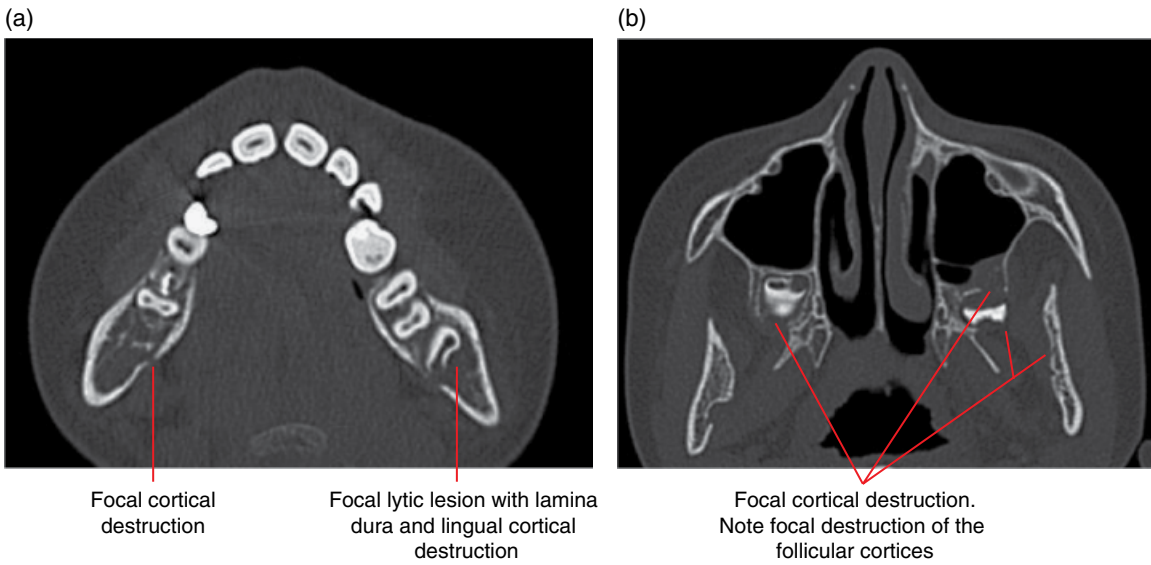 (a)
(b)
Focal cortical
destruction
Focal lytic lesion with lamina
dura and lingual cortical
destruction
Focal cortical destruction.
Note focal destruction of the
follicular cortices